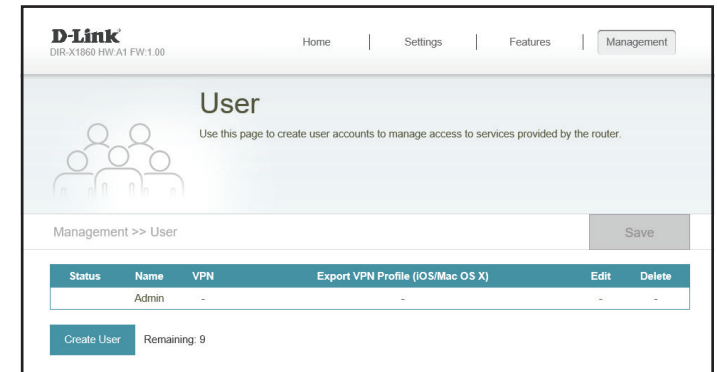 D-Link
DIR-X1860 HW:A1 FW:1.00
Home | Settings | Features | Management
User
Use this page to create user accounts to manage access to services provided by the router.
Management >> User
Save
Status Name VPN Export VPN Profile (iOS/Mac OS X) Edit Delete
Admin - - - -
Create User Remaining: 9